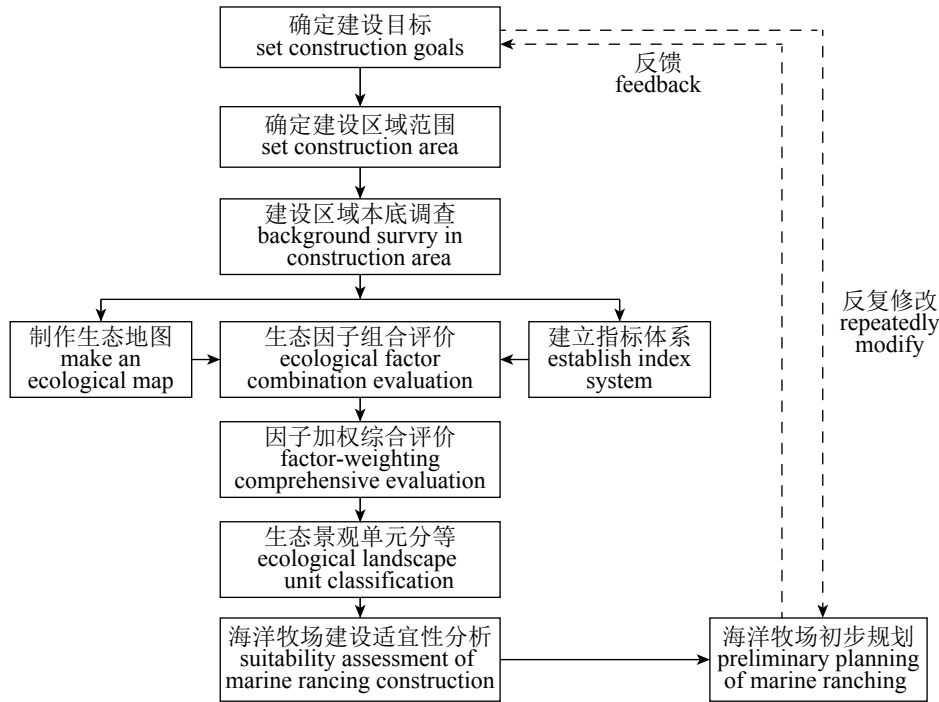 确定建设目标
set construction goals
反馈
feedback
确定建设区域范围
set construction area
建设区域本底调查
background survry in
construction area
反复修改
repeatedly
modify
制作生态地图
make an
ecological map
生态因子组合评价
ecological factor
combination evaluation
建立指标体系
establish index
system
因子加权综合评价
factor-weighting
comprehensive evaluation
生态景观单元分等
ecological landscape
unit classification
海洋牧场建设适宜性分析
suitability assessment of
marine rancing construction
海洋牧场初步规划
preliminary planning
of marine ranching